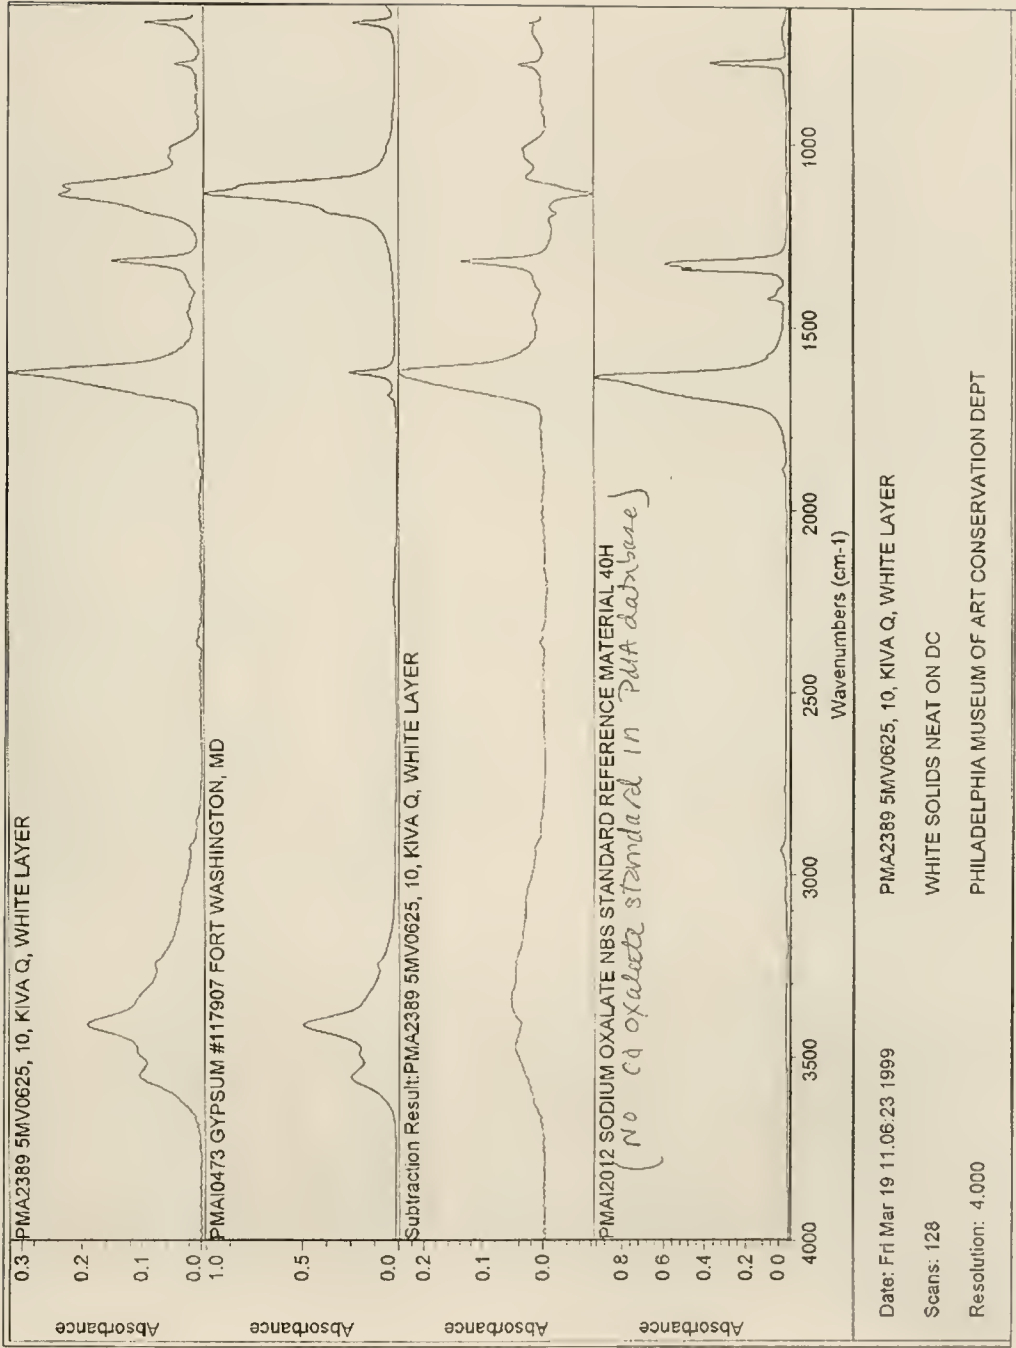 PMA2389 5MV0625, 10, KIVA Q, WHITE LAYER
0.3
0.2
0.1
0.0
Absorbance
PMAI0473 GYPSUM #117907 FORT WASHINGTON, MD
1.0
0.5
0.0
Absorbance
Subtraction Result:PMA2389 5MV0625, 10, KIVA Q, WHITE LAYER
0.2
0.1
0.0
Absorbance
PMAI2012 SODIUM OXALATE NBS STANDARD REFERENCE MATERIAL 40H
(No Ca oxalate standard in PMA database)
0.8
0.6
0.4
0.2
0 0
Absorbance
4000 3500 3000 2500 2000 1500 1000
Wavenumbers (cm-1)
Date: Fri Mar 19 11.06:23 1999 PMA2389 5MV0625, 10, KIVA Q, WHITE LAYER
Scans: 128 WHITE SOLIDS NEAT ON DC
Resolution: 4.000 PHILADELPHIA MUSEUM OF ART CONSERVATION DEPT